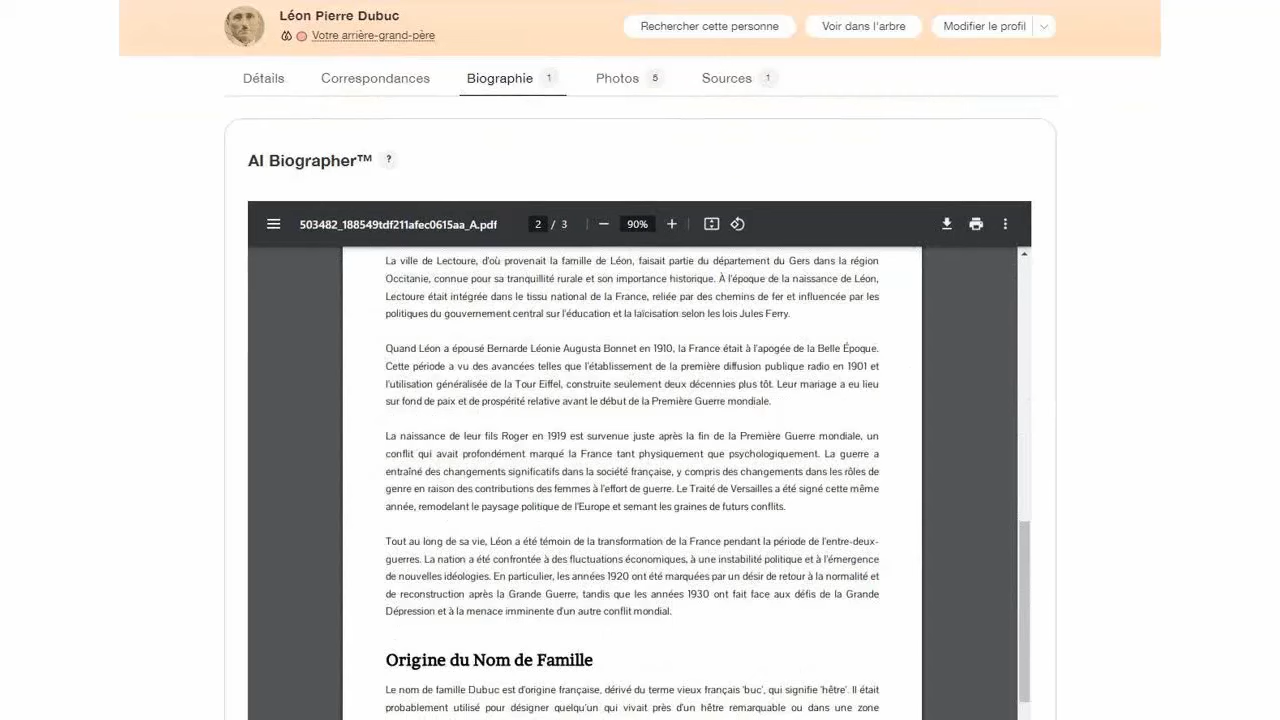 Léon Pierre Dubuc
Votre arrière-grand-père
Rechercher cette personne
Voir dans l'arbre
Modifier le profil
Détails
Correspondances
Biographie 1
Photos 5
Sources 1
AI Biographer™ ?
503482_188549tdf211afec0615aa_A.pdf
2 / 3
90%
La ville de Lectoure, d'où provenait la famille de Léon, faisait partie du département du Gers dans la région
Occitanie, connue pour sa tranquillité rurale et son importance historique. À l'époque de la naissance de Léon,
Lectoure était intégrée dans le tissu national de la France, reliée par des chemins de fer et influencée par les
politiques du gouvernement central sur l'éducation et la laïcisation selon les lois Jules Ferry.
Quand Léon a épousé Bernarde Léonie Augusta Bonnet en 1910, la France était à l'apogée de la Belle Époque.
Cette période a vu des avancées telles que l'établissement de la première diffusion publique radio en 1901 et
l'utilisation généralisée de la Tour Eiffel, construite seulement deux décennies plus tôt. Leur mariage a eu lieu
sur fond de paix et de prospérité relative avant le début de la Première Guerre mondiale.
La naissance de leur fils Roger en 1919 est survenue juste après la fin de la Première Guerre mondiale, un
conflit qui avait profondément marqué la France tant physiquement que psychologiquement. La guerre a
entraîné des changements significatifs dans la société française, y compris des changements dans les rôles de
genre en raison des contributions des femmes à l'effort de guerre. Le Traité de Versailles a été signé cette même
année, remodelant le paysage politique de l'Europe et semant les graines de futurs conflits.
Tout au long de sa vie, Léon a été témoin de la transformation de la France pendant la période de l'entre-deux-
guerres. La nation a été confrontée à des fluctuations économiques, à une instabilité politique et à l'émergence
de nouvelles idéologies. En particulier, les années 1920 ont été marquées par un désir de retour à la normalité et
de reconstruction après la Grande Guerre, tandis que les années 1930 ont fait face aux défis de la Grande
Dépression et à la menace imminente d'un autre conflit mondial.
Origine du Nom de Famille
Le nom de famille Dubuc est d'origine française, dérivé du terme vieux français 'buc', qui signifie 'hêtre'. Il était
probablement utilisé pour désigner quelqu'un qui vivait près d'un hêtre remarquable ou dans une zone